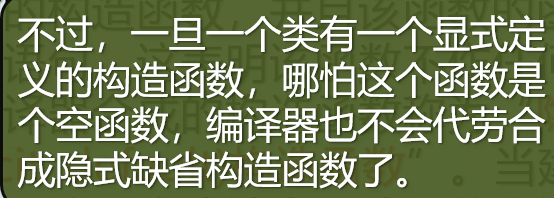 不过，一旦一个类有一个显式定
义的构造函数，哪怕这个函数是
个空函数，编译器也不会代劳合
成隐式缺省构造函数了。